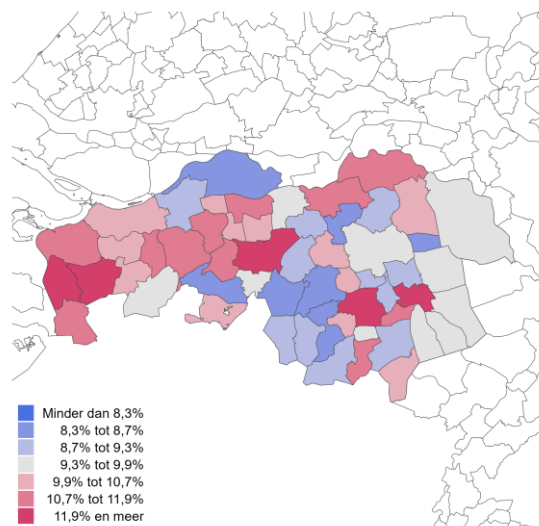 Minder dan 8,3%
8,3% tot 8,7%
8,7% tot 9,3%
9,3% tot 9,9%
9,9% tot 10,7%
10,7% tot 11,9%
11,9% en meer